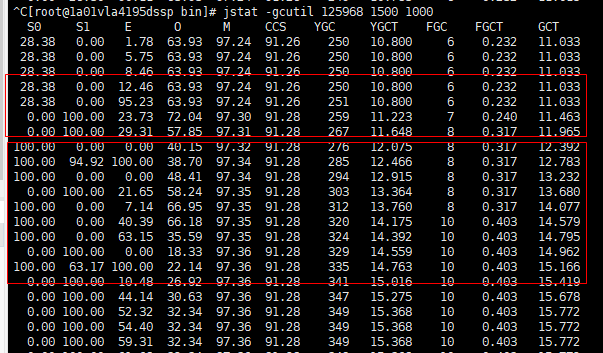 ^C[root@1a01vla4195dssp bin]# jstat -gcutil 125968 1500 1000
S0 S1 E O M CCS YGC YGCT FGC FGCT GCT
28.38 0.00 1.78 63.93 97.24 91.26 250 10.800 6 0.232 11.033
28.38 0.00 5.75 63.93 97.24 91.26 250 10.800 6 0.232 11.033
28.38 0.00 8.46 63.93 97.24 91.26 250 10.800 6 0.232 11.033
28.38 0.00 12.46 63.93 97.24 91.26 250 10.800 6 0.232 11.033
28.38 0.00 95.23 63.93 97.24 91.26 251 10.800 6 0.232 11.033
0.00 100.00 23.73 72.04 97.30 91.28 259 11.223 7 0.240 11.463
0.00 100.00 29.31 57.85 97.31 91.28 267 11.648 8 0.317 11.965
100.00 0.00 0.00 40.15 97.32 91.28 276 12.075 8 0.317 12.392
100.00 94.92 100.00 38.70 97.34 91.28 285 12.466 8 0.317 12.783
100.00 0.00 0.00 48.41 97.34 91.28 294 12.915 8 0.317 13.232
0.00 100.00 21.65 58.24 97.35 91.28 303 13.364 8 0.317 13.680
100.00 0.00 7.14 66.95 97.35 91.28 312 13.760 8 0.317 14.077
100.00 0.00 40.39 66.18 97.35 91.28 320 14.175 10 0.403 14.579
100.00 0.00 63.15 35.59 97.35 91.28 324 14.392 10 0.403 14.795
0.00 100.00 0.00 18.33 97.35 91.28 329 14.559 10 0.403 14.962
100.00 63.17 100.00 22.14 97.35 91.28 335 14.763 10 0.403 15.166
0.00 100.00 10.48 26.92 97.35 91.28 341 15.016 10 0.403 15.419
0.00 100.00 44.14 30.63 97.35 91.28 347 15.275 10 0.403 15.678
0.00 100.00 52.32 32.34 97.36 91.28 349 15.368 10 0.403 15.772
0.00 100.00 54.40 32.34 97.36 91.28 349 15.368 10 0.403 15.772
0.00 100.00 59.31 32.34 97.36 91.28 349 15.368 10 0.403 15.772